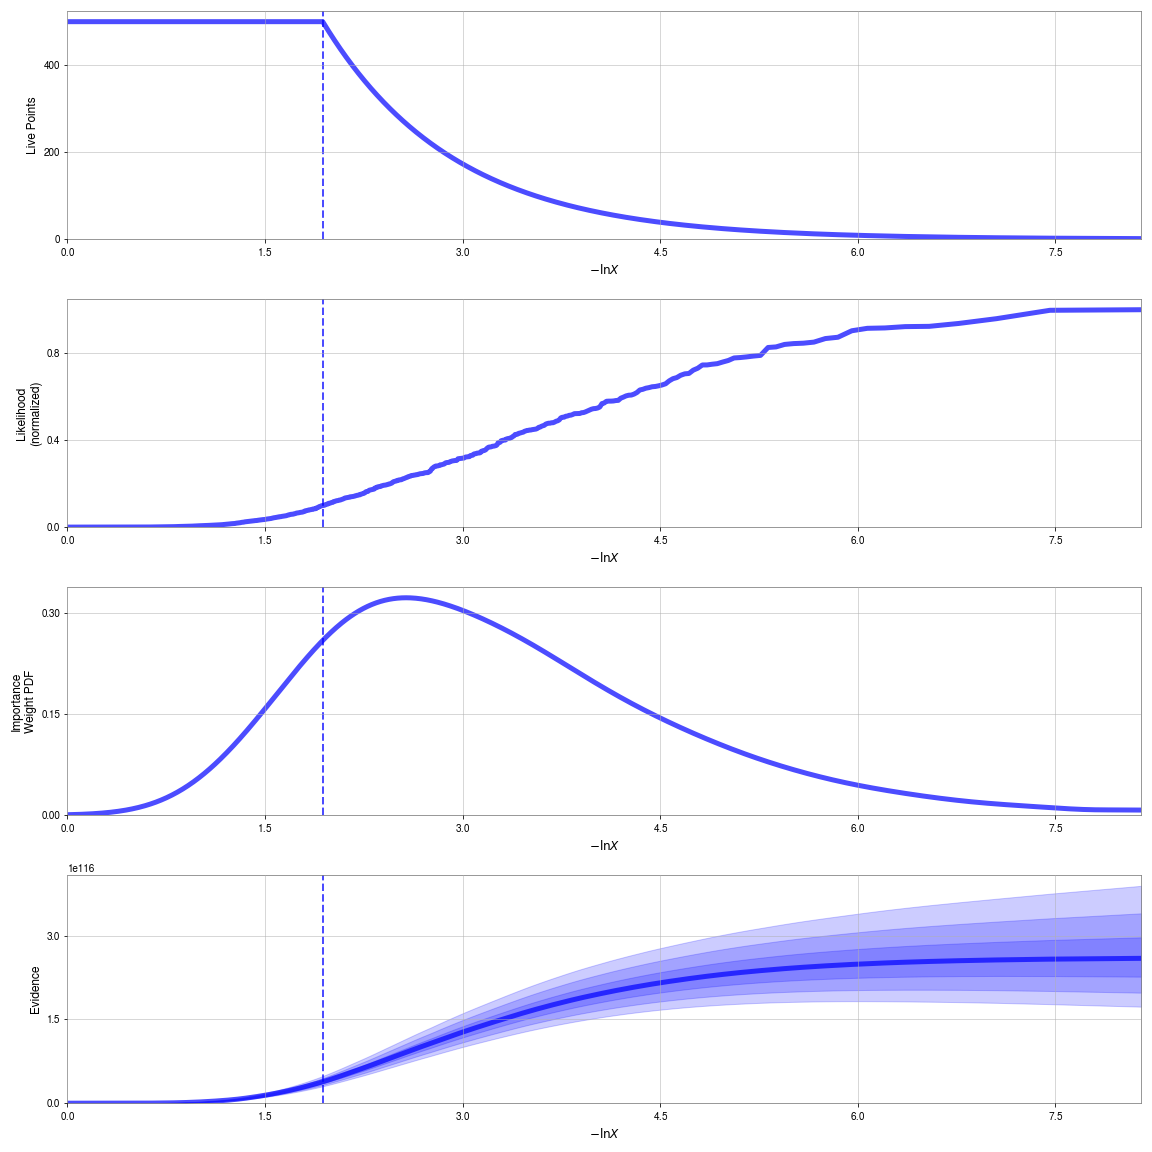 400
200
0
Live Points
0.0 1.5 3.0 4.5 6.0 7.5
−lnX
0.8
0.4
0.0
Likelihood
(normalized)
0.0 1.5 3.0 4.5 6.0 7.5
−lnX
0.30
0.15
0.00
Importance
Weight PDF
0.0 1.5 3.0 4.5 6.0 7.5
−lnX
1e116
3.0
1.5
0.0
Evidence
0.0 1.5 3.0 4.5 6.0 7.5
−lnX